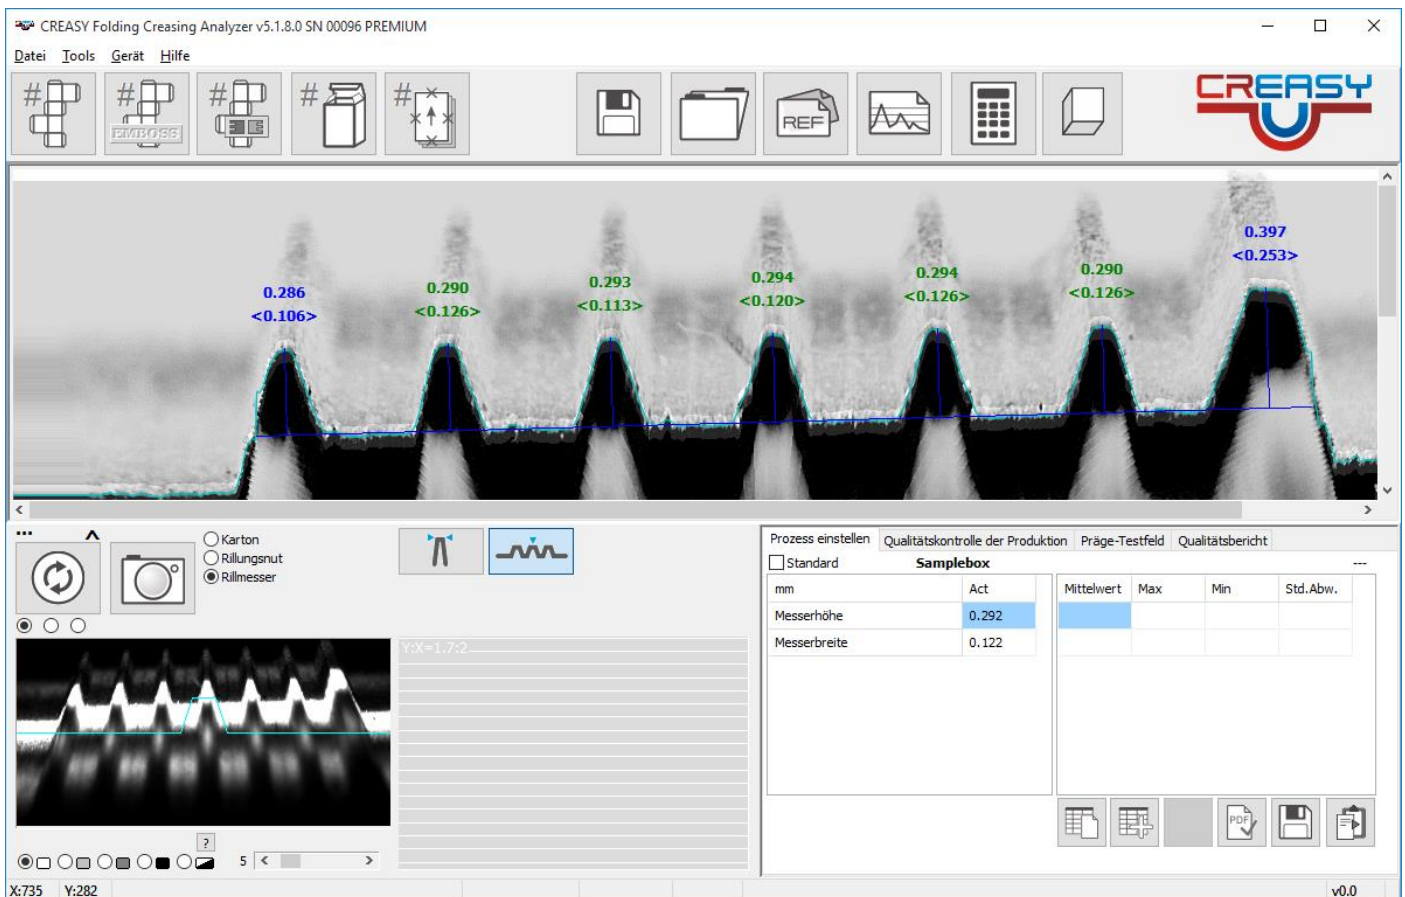 CREASY Folding Creasing Analyzer v5.1.8.0 SN 00096 PREMIUM
Datei Tools Gerät Hilfe
# # # # #
EMBOSS
REF
CREASY
0.286
<0.106>
0.290
<0.126>
0.293
<0.113>
0.294
<0.120>
0.294
<0.126>
0.290
<0.126>
0.397
<0.253>
Karton
Rillungsnut
Rillmesser
Y:X=1.7:2
?
5
Prozess einstellen Qualitätskontrolle der Produktion Präge-Testfeld Qualitätsbericht
Standard Samplebox ---
mm Act Mittelwert Max Min Std.Abw.
Messerhöhe 0.292
Messerbreite 0.122
PDF
X:735 Y:282 v0.0